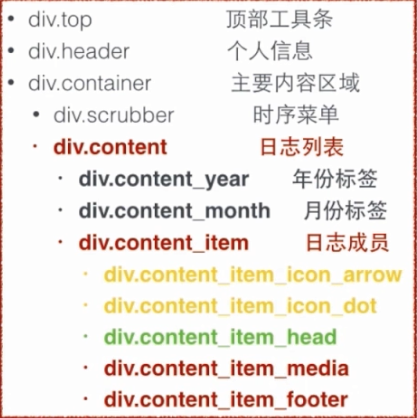 div.top 顶部工具条
div.header 个人信息
div.container 主要内容区域
div.scrubber 时序菜单
div.content 日志列表
div.content_year 年份标签
div.content_month 月份标签
div.content_item 日志成员
div.content_item_icon_arrow
div.content_item_icon_dot
div.content_item_head
div.content_item_media
div.content_item_footer